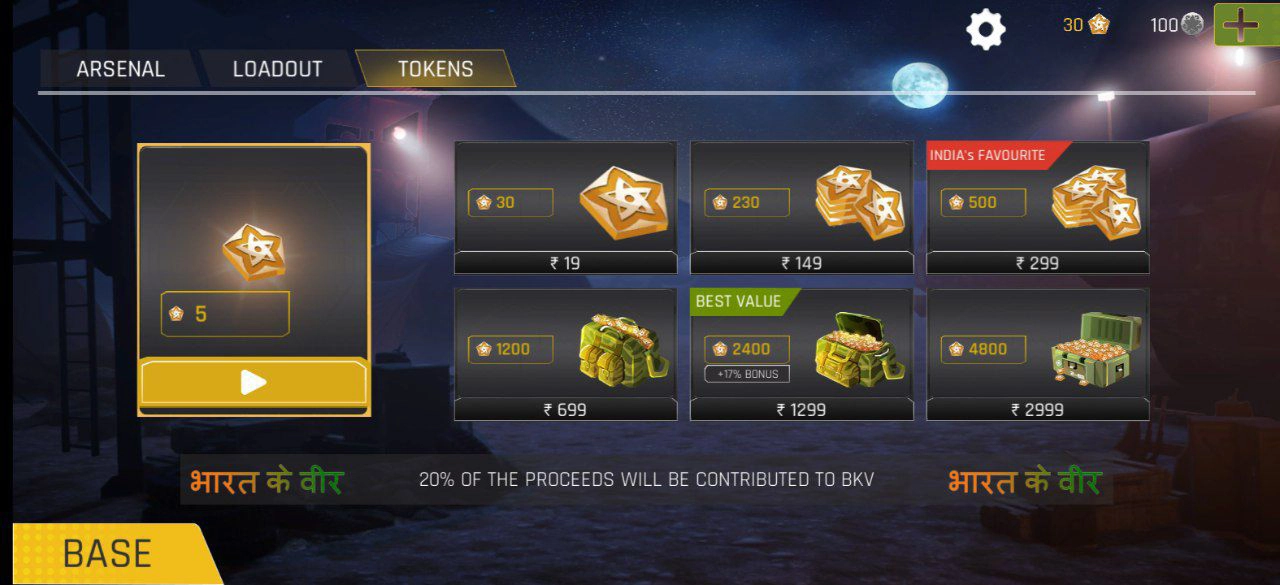 30
100
ARSENAL
LOADOUT
TOKENS
5
30
₹ 19
230
₹ 149
INDIA's FAVOURITE
500
₹ 299
1200
₹ 699
BEST VALUE
2400
+17% BONUS
₹ 1299
4800
₹ 2999
भारत के वीर
20% OF THE PROCEEDS WILL BE CONTRIBUTED TO BKV
भारत के वीर
BASE